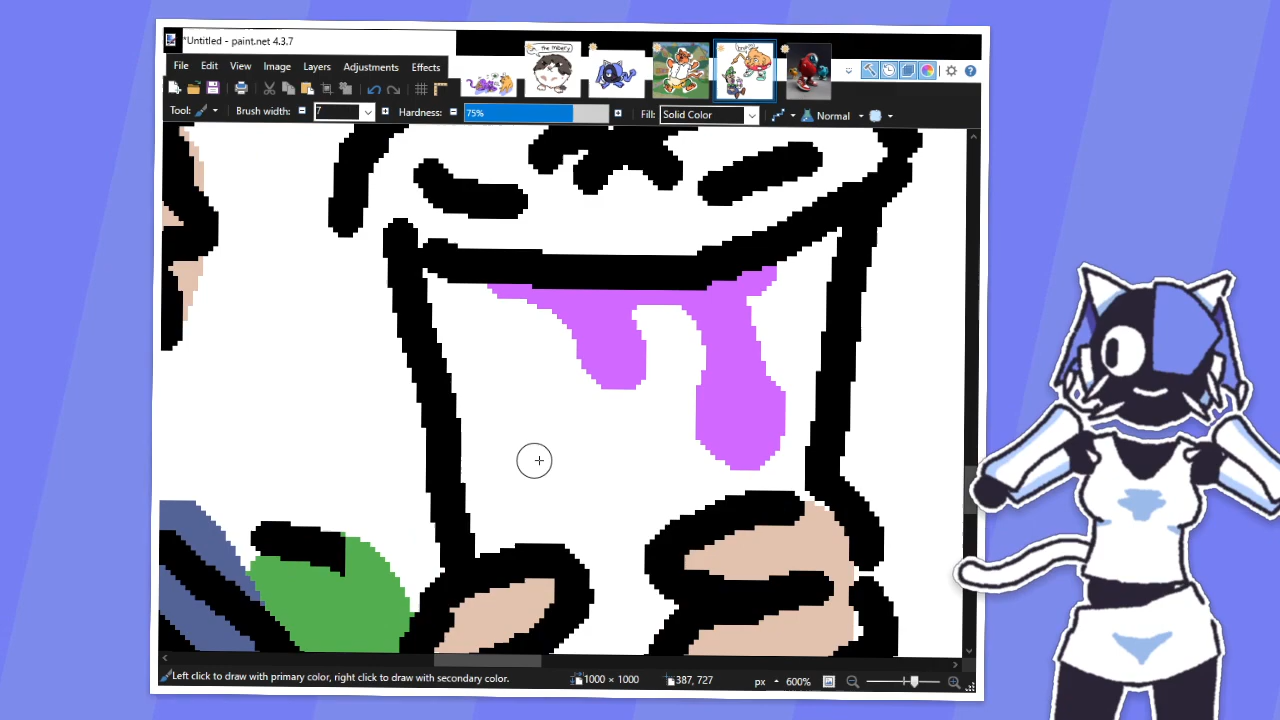 *Untitled - paint.net 4.3.7
File Edit View Image Layers Adjustments Effects
Tool: Brush width: 7 Hardness: 75% Fill: Solid Color Normal
Left click to draw with primary color, right click to draw with secondary color. 1000 × 1000 387, 727 px 600%